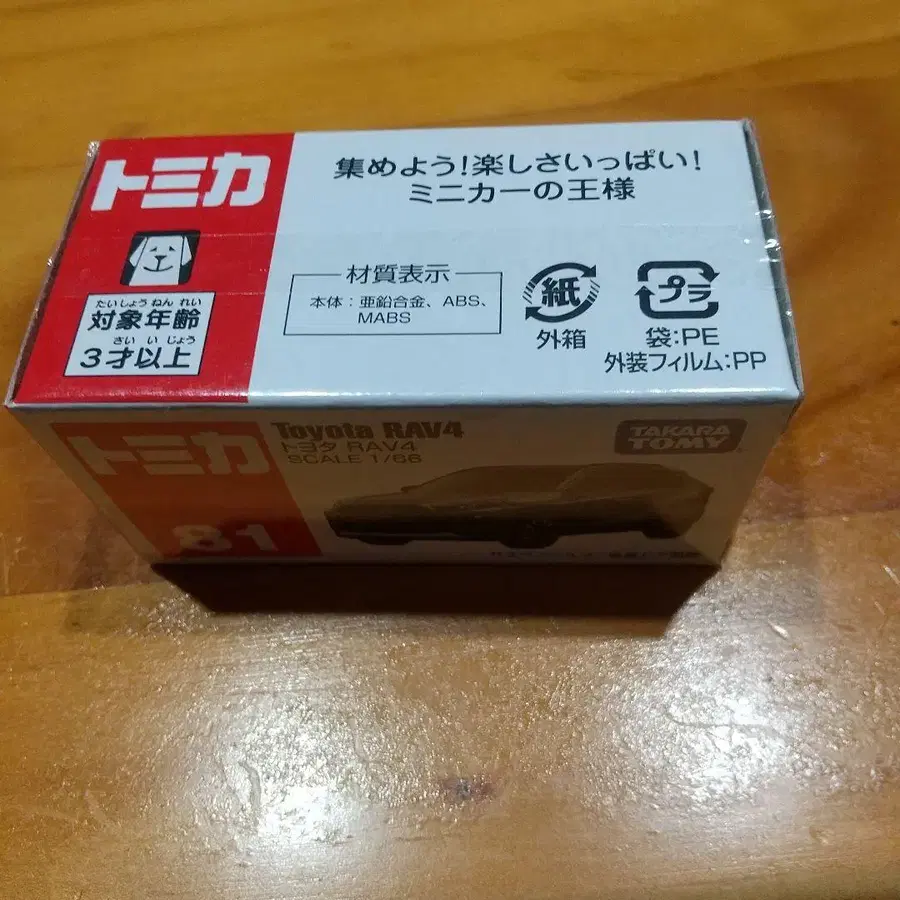 トミカ
集めよう!楽しさいっぱい!
ミニカーの王様
たいしょうねんれい
対象年齢
さいいじょう
3才以上
材質表示
本体:亜鉛合金、ABS、
MABS
紙
外箱
プラ
袋:PE
外装フィルム:PP
トミカ
81
Toyota RAV4
トヨタ RAV4
SCALE 1/66
TAKARA
TOMY